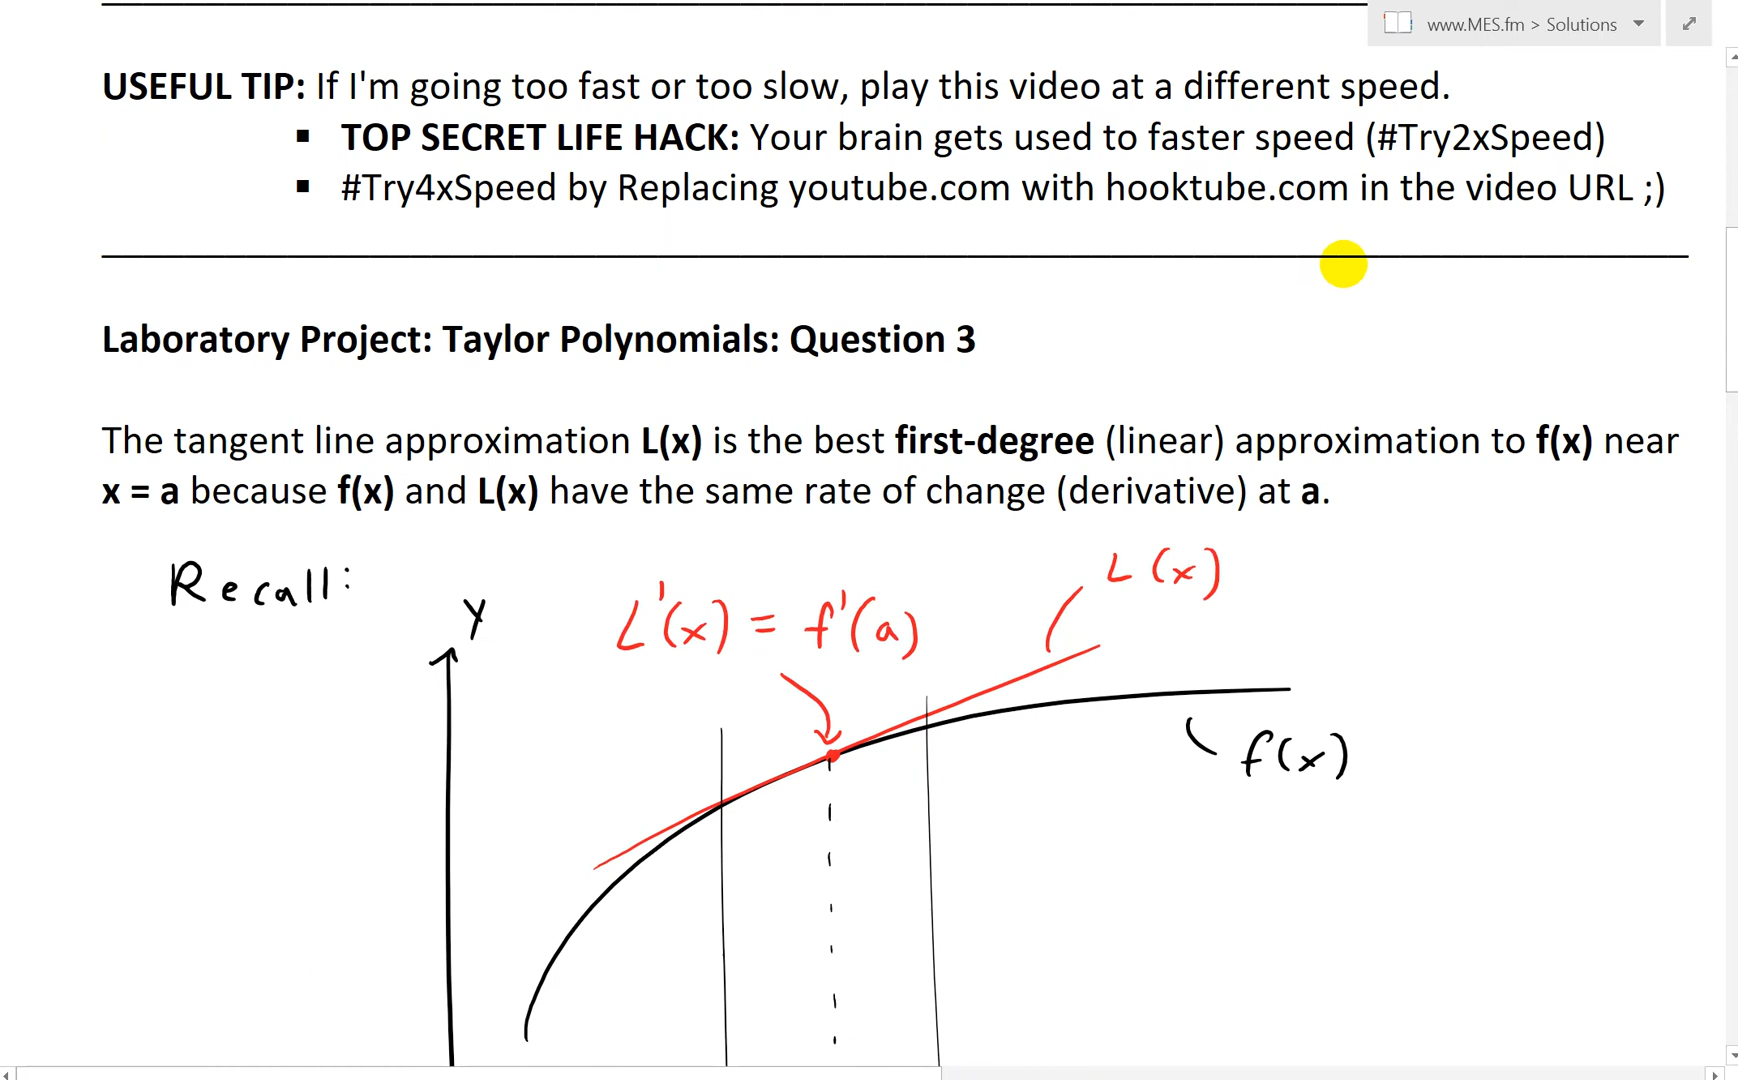 www.MES.fm > Solutions
USEFUL TIP: If I'm going too fast or too slow, play this video at a different speed.
▪ TOP SECRET LIFE HACK: Your brain gets used to faster speed (#Try2xSpeed)
▪ #Try4xSpeed by Replacing youtube.com with hooktube.com in the video URL ;)
Laboratory Project: Taylor Polynomials: Question 3
The tangent line approximation L(x) is the best first-degree (linear) approximation to f(x) near
x = a because f(x) and L(x) have the same rate of change (derivative) at a.
Recall:
y
L'(x) = f'(a)
L(x)
f(x)